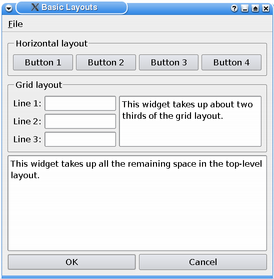 Basic Layouts
File
Horizontal layout
Button 1 Button 2 Button 3 Button 4
Grid layout
Line 1:
Line 2:
Line 3:
This widget takes up about two
thirds of the grid layout.
This widget takes up all the remaining space in the top-level
layout.
OK Cancel